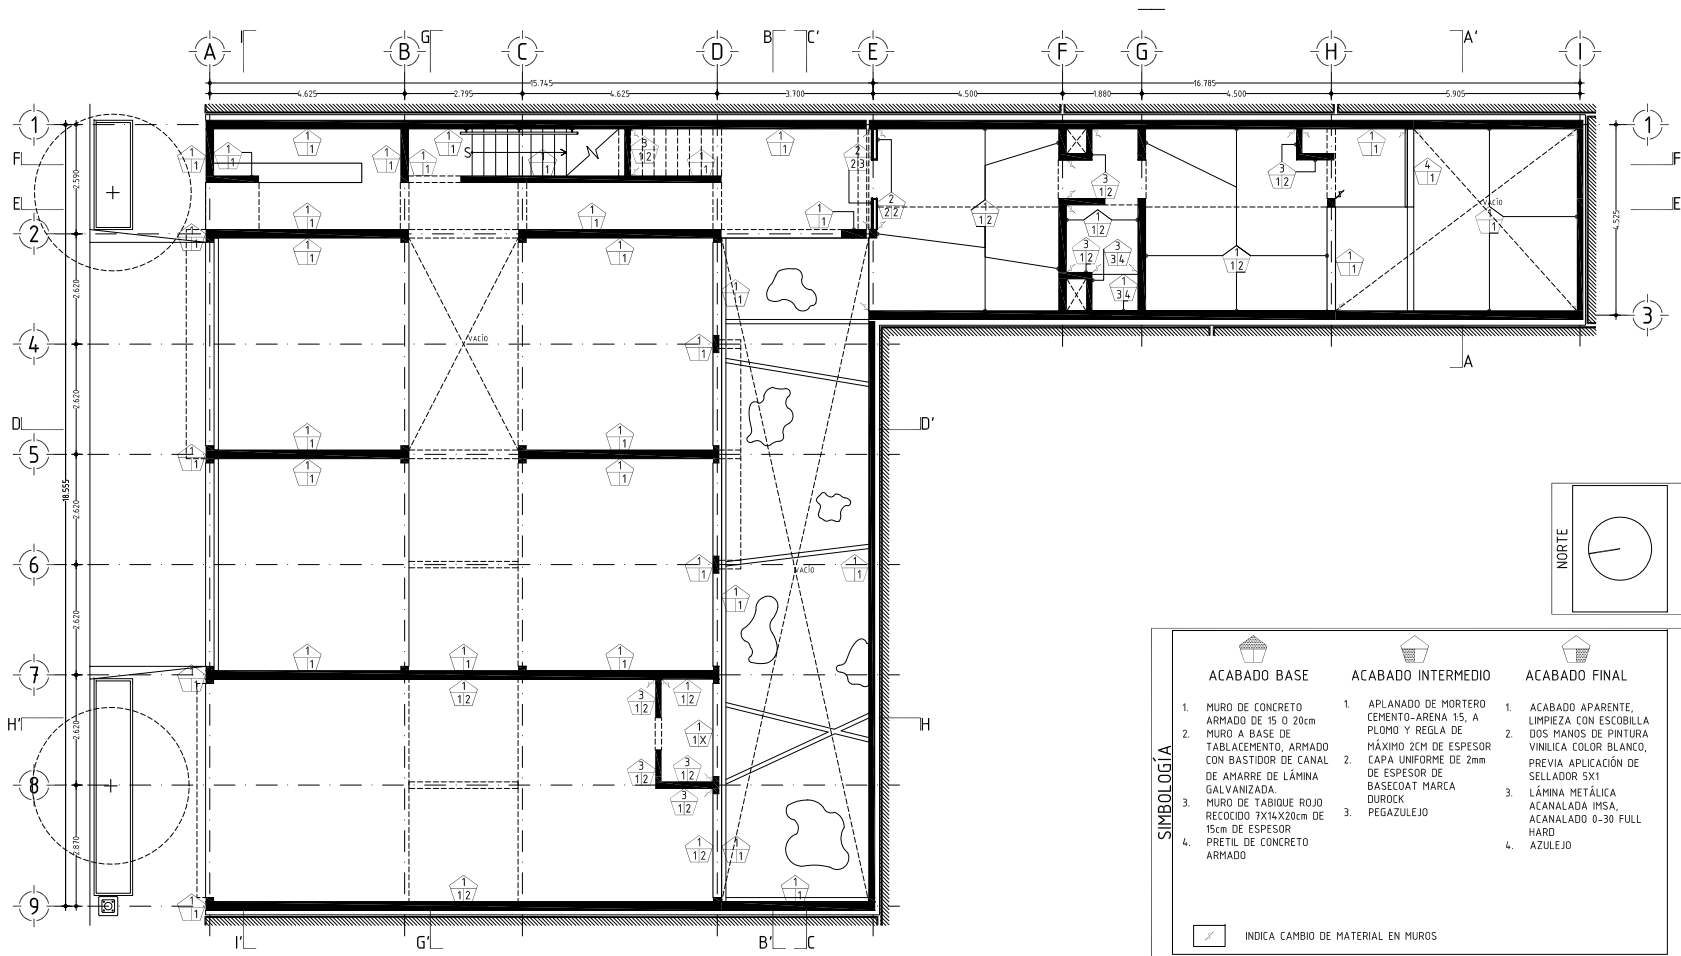 I G B C' A'
A B C D E F G H I
15.745 16.785
4.625 2.795 4.625 3.700 4.500 1.880 4.500 5.905
1 1
F F'
2.590
S
E E'
2
4.525
VACÍO
2.620
3
4
VACÍO
A
2.620
D D'
5
18.555
2.620
6
VACÍO
NORTE
2.620
7
H' H
2.620
8
2.870
9
I' G' B' C
SIMBOLOGÍA
ACABADO BASE
1. MURO DE CONCRETO
ARMADO DE 15 O 20cm
2. MURO A BASE DE
TABLACEMENTO, ARMADO
CON BASTIDOR DE CANAL
DE AMARRE DE LÁMINA
GALVANIZADA.
3. MURO DE TABIQUE ROJO
RECOCIDO 7X14X20cm DE
15cm DE ESPESOR
4. PRETIL DE CONCRETO
ARMADO
ACABADO INTERMEDIO
1. APLANADO DE MORTERO
CEMENTO-ARENA 1:5, A
PLOMO Y REGLA DE
MÁXIMO 2CM DE ESPESOR
2. CAPA UNIFORME DE 2mm
DE ESPESOR DE
BASECOAT MARCA
DUROCK
3. PEGAZULEJO
ACABADO FINAL
1. ACABADO APARENTE,
LIMPIEZA CON ESCOBILLA
2. DOS MANOS DE PINTURA
VINILICA COLOR BLANCO,
PREVIA APLICACIÓN DE
SELLADOR 5X1
3. LÁMINA METÁLICA
ACANALADA IMSA,
ACANALADO O-30 FULL
HARD
4. AZULEJO
INDICA CAMBIO DE MATERIAL EN MUROS